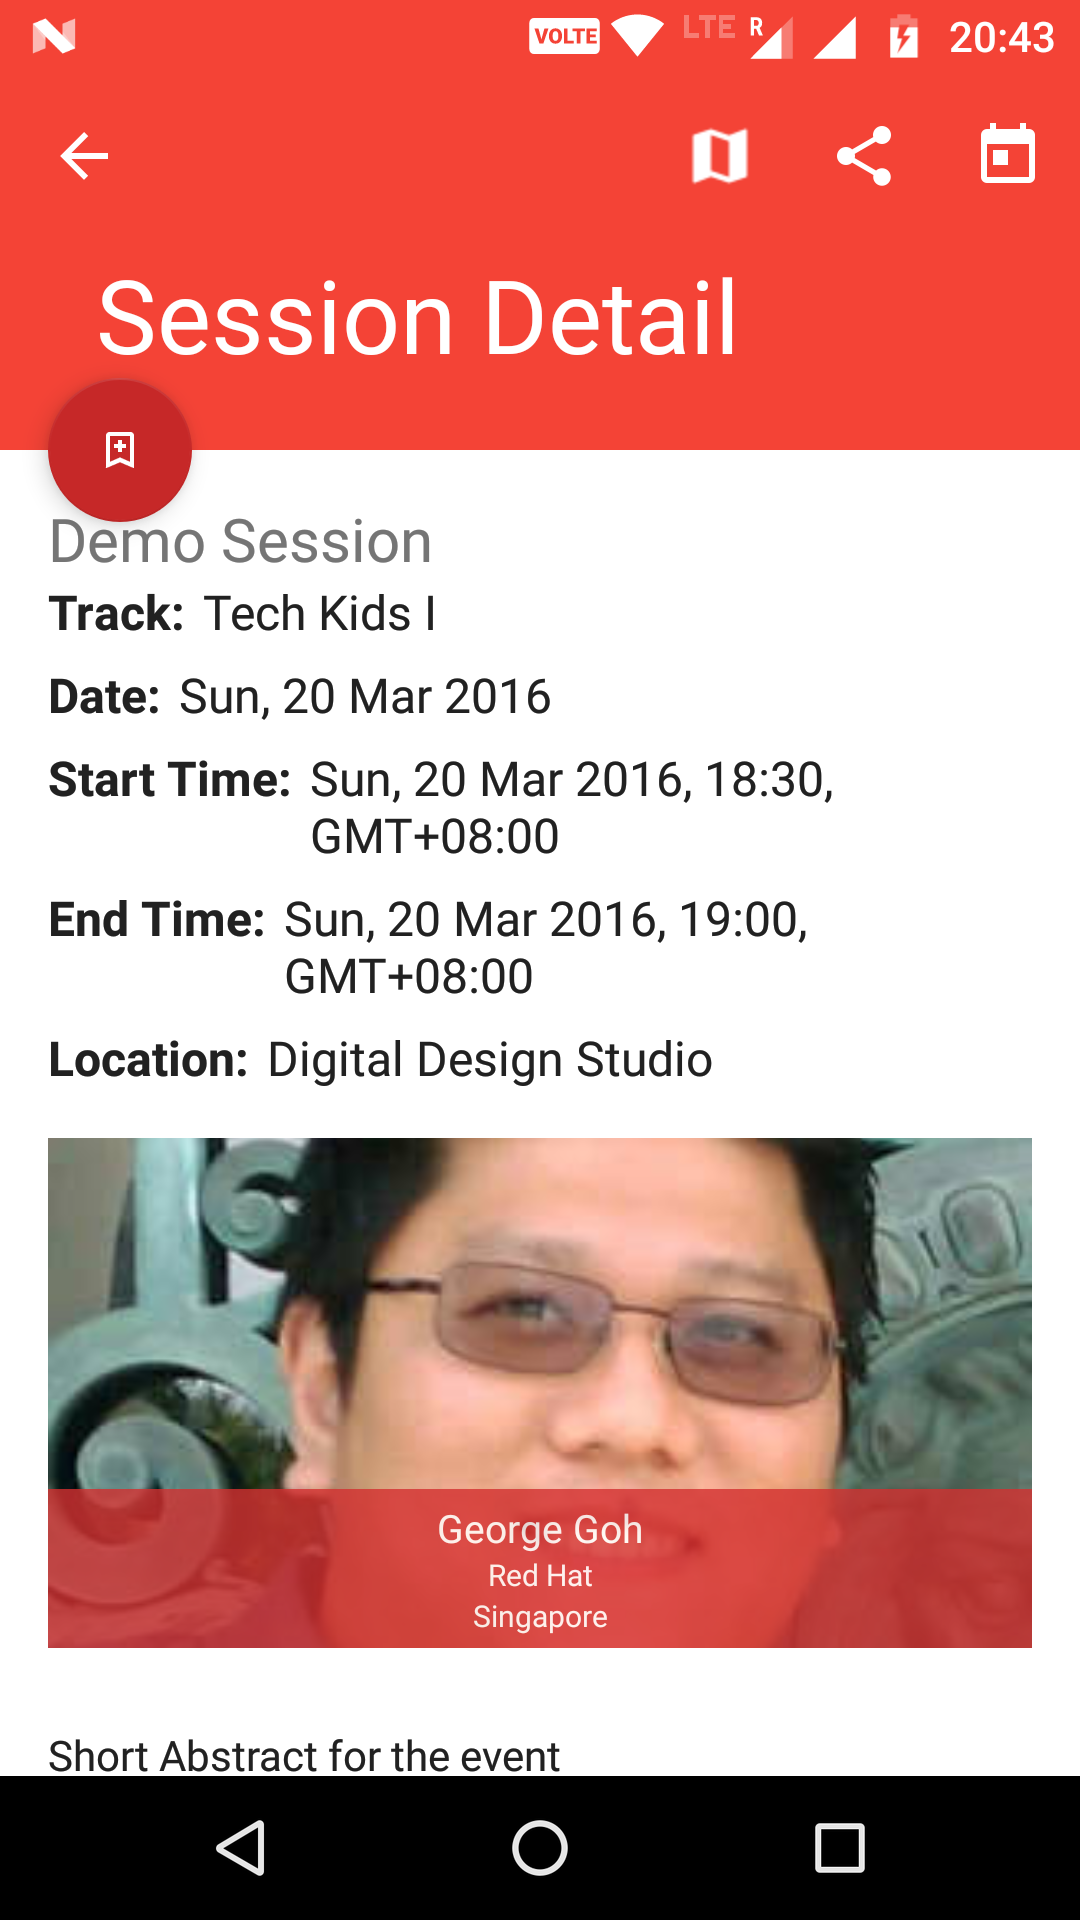 VOLTE LTE R 20:43
Session Detail
Demo Session
Track: Tech Kids I
Date: Sun, 20 Mar 2016
Start Time: Sun, 20 Mar 2016, 18:30,
GMT+08:00
End Time: Sun, 20 Mar 2016, 19:00,
GMT+08:00
Location: Digital Design Studio
George Goh
Red Hat
Singapore
Short Abstract for the event